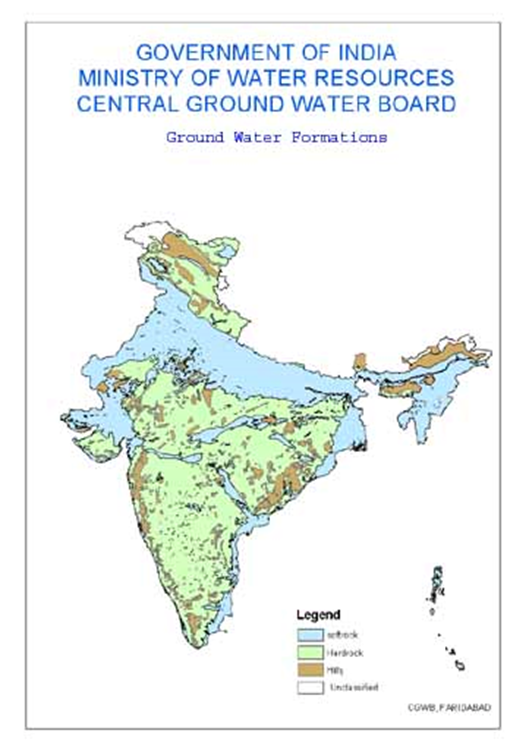 GOVERNMENT OF INDIA
MINISTRY OF WATER RESOURCES
CENTRAL GROUND WATER BOARD
Ground Water Formations
Legend
softrock
Hardrock
Hilly
Unclassified
CGWB, FARIDABAD